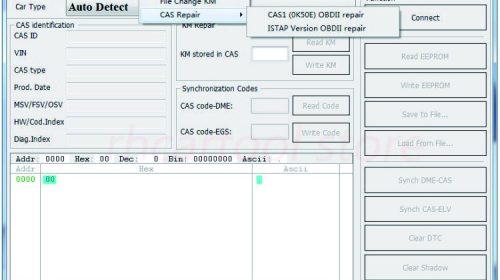 Car Type
Auto Detect
File Change KM
CAS Repair
CAS1 (0K50E) OBDII repair
ISTAP Version OBDII repair
Function
Connect
CAS identification
CAS ID
VIN
CAS type
Prod. Date
MSV/FSV/OSV
HW/Cod.Index
Diag.Index
KM Repair
KM stored in CAS
Read KM
Write KM
Synchronization Codes
CAS code-DME:
Read Code
CAS code-EGS:
Write Code
Read EEPROM
Write EEPROM
Save to File...
Load From File...
Synch DME-CAS
Synch CAS-ELV
Clear DTC
Clear Shadow
Addr: 0000 Hex: 00 Dec: 0 Bin: 00000000 Ascii: .
Addr Hex Ascii
0000 00 .
rhcartool store